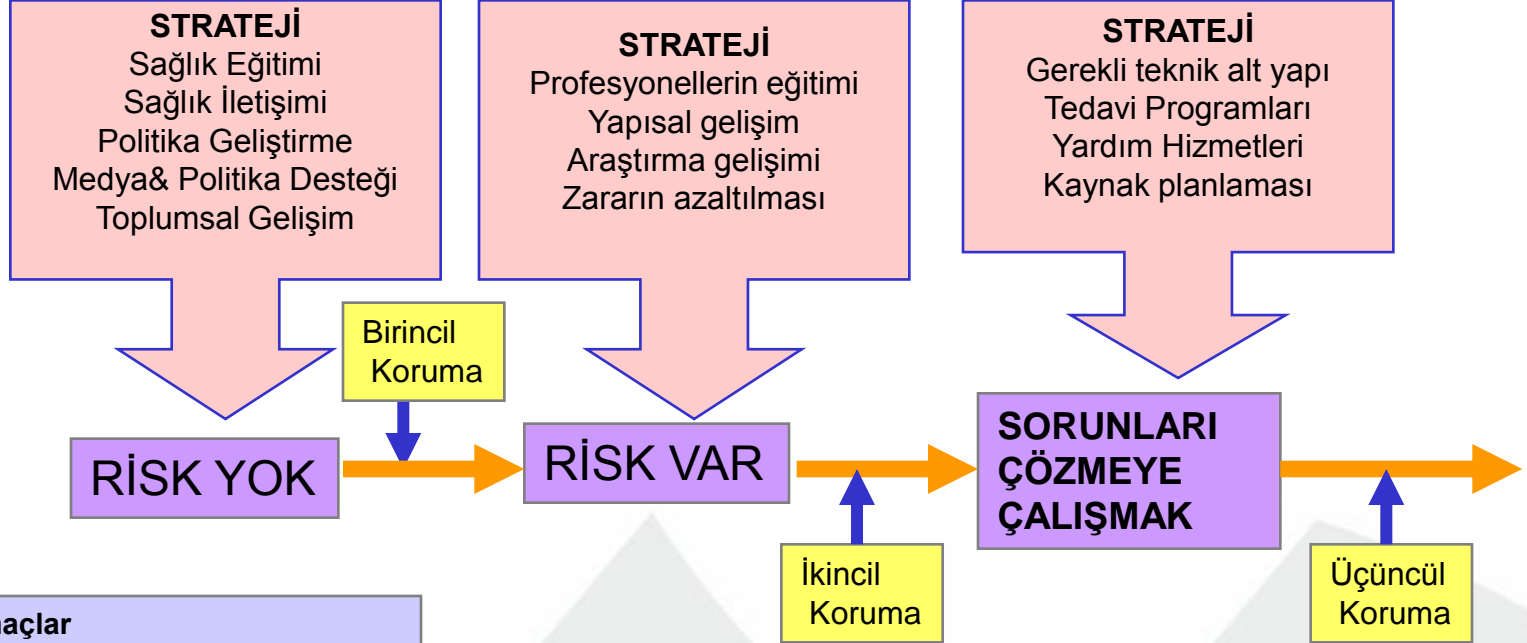 STRATEJİ
Sağlık Eğitimi
Sağlık İletişimi
Politika Geliştirme
Medya& Politika Desteği
Toplumsal Gelişim
STRATEJİ
Profesyonellerin eğitimi
Yapısal gelişim
Araştırma gelişimi
Zararın azaltılması
STRATEJİ
Gerekli teknik alt yapı
Tedavi Programları
Yardım Hizmetleri
Kaynak planlaması
Birincil
Koruma
RİSK YOK
RİSK VAR
SORUNLARI
ÇÖZMEYE
ÇALIŞMAK
İkincil
Koruma
Üçüncül
Koruma